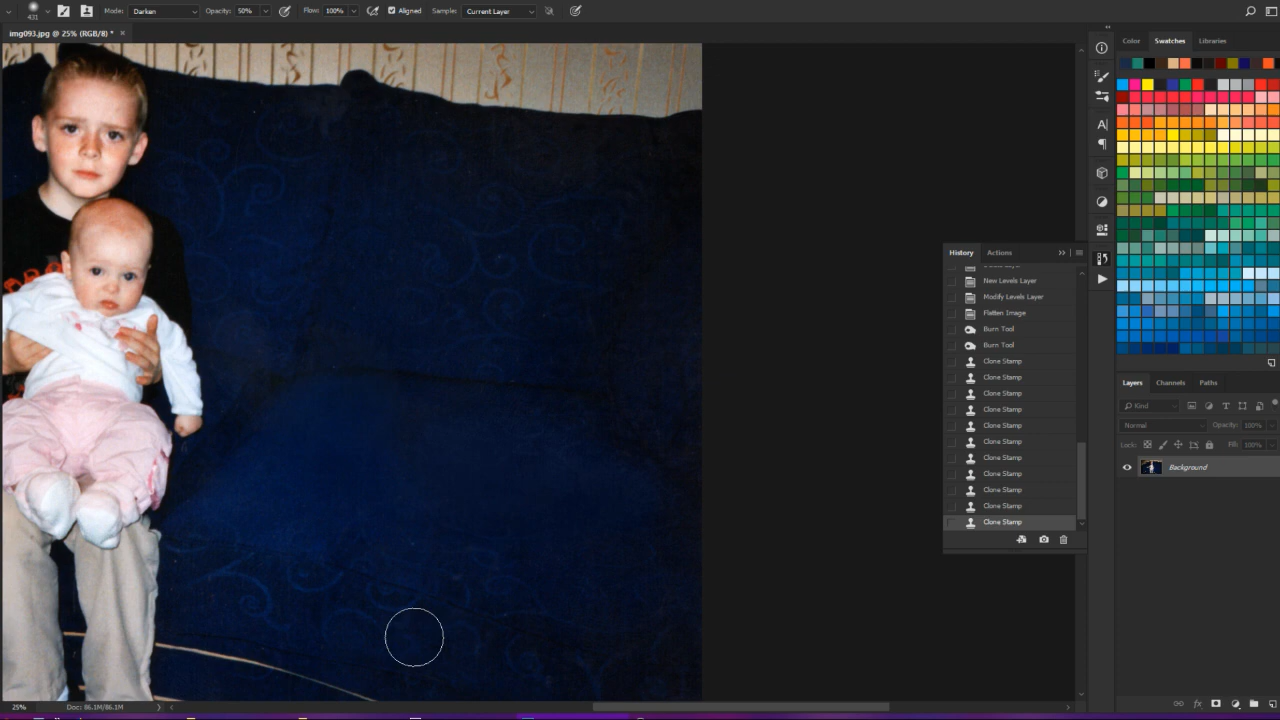 431 Mode: Darken Opacity: 50% Flow: 100% Aligned Sample: Current Layer
img093.jpg @ 25% (RGB/8) * ×
Color Swatches Libraries
History Actions
New Levels Layer
Modify Levels Layer
Flatten Image
Burn Tool
Burn Tool
Clone Stamp
Clone Stamp
Clone Stamp
Clone Stamp
Clone Stamp
Clone Stamp
Clone Stamp
Clone Stamp
Clone Stamp
Clone Stamp
Clone Stamp
Layers Channels Paths
Kind
Normal Opacity: 100%
Lock: Fill: 100%
Background
25% Doc: 86.1M/86.1M